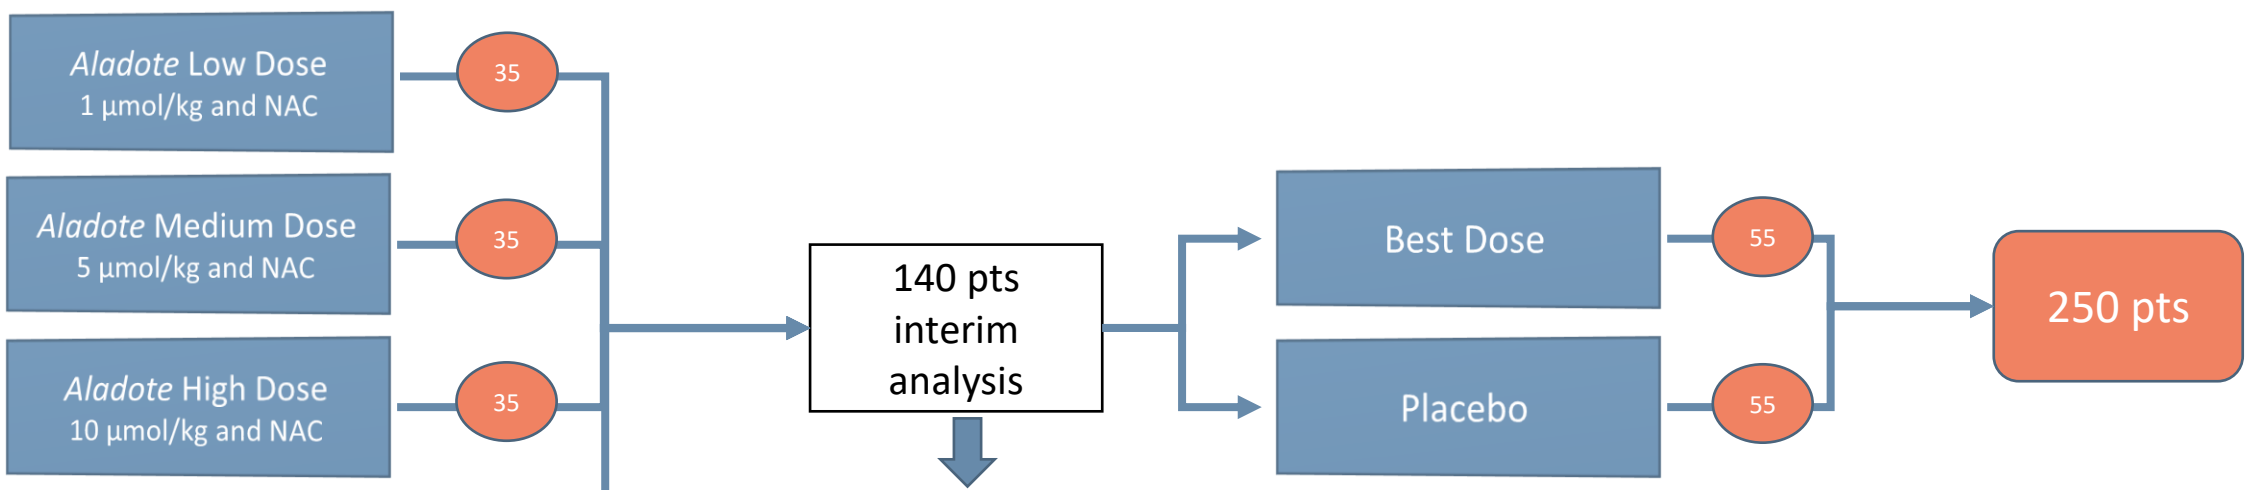 Aladote Low Dose
1 µmol/kg and NAC
35
Aladote Medium Dose
5 µmol/kg and NAC
35
Aladote High Dose
10 µmol/kg and NAC
35
140 pts
interim
analysis
Best Dose
55
Placebo
55
250 pts